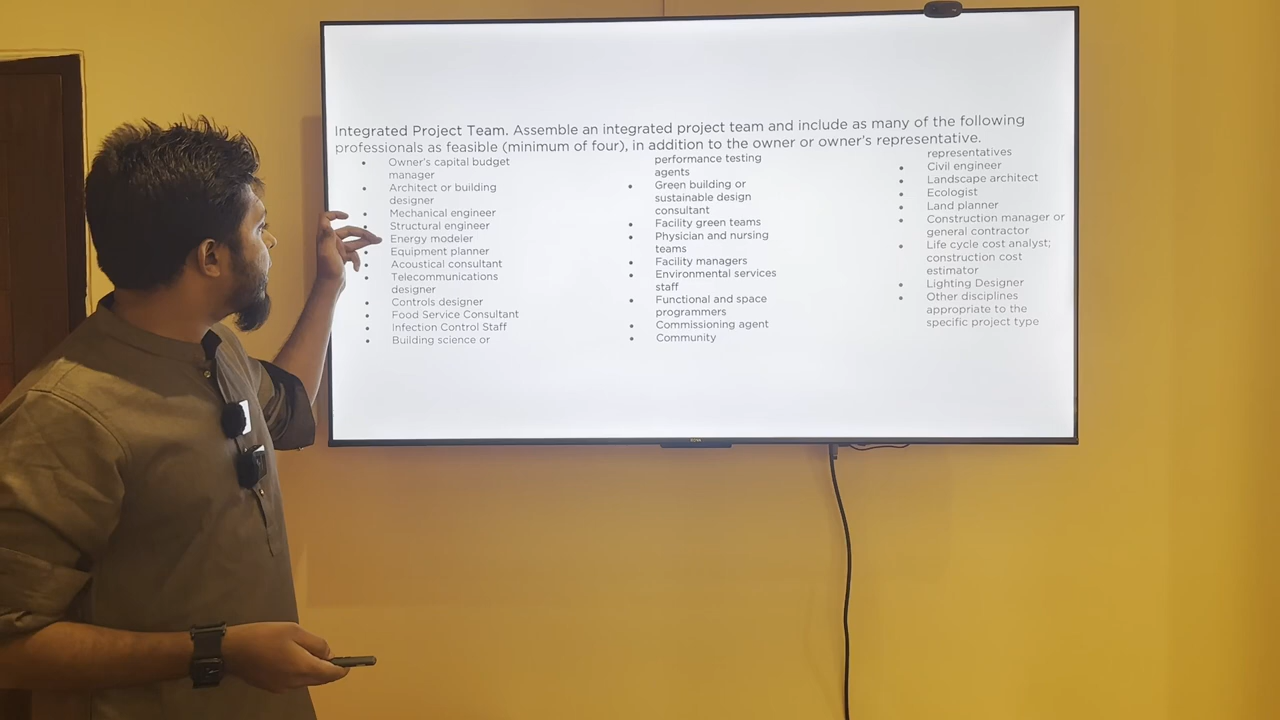 Integrated Project Team. Assemble an integrated project team and include as many of the following
professionals as feasible (minimum of four), in addition to the owner or owner's representative.
• Owner's capital budget
manager
• Architect or building
designer
• Mechanical engineer
• Structural engineer
• Energy modeler
• Equipment planner
• Acoustical consultant
• Telecommunications
designer
• Controls designer
• Food Service Consultant
• Infection Control Staff
• Building science or
performance testing
agents
• Green building or
sustainable design
consultant
• Facility green teams
• Physician and nursing
teams
• Facility managers
• Environmental services
staff
• Functional and space
programmers
• Commissioning agent
• Community
representatives
• Civil engineer
• Landscape architect
• Ecologist
• Land planner
• Construction manager or
general contractor
• Life cycle cost analyst;
construction cost
estimator
• Lighting Designer
• Other disciplines
appropriate to the
specific project type